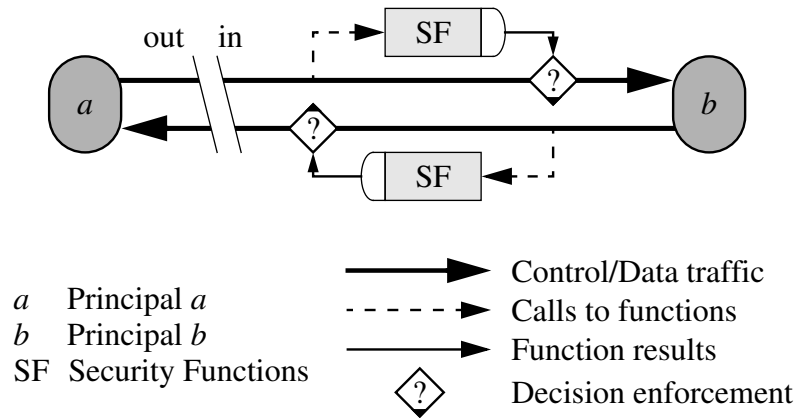 out in
SF
?
a
b
?
SF
a Principal a
b Principal b
SF Security Functions
Control/Data traffic
Calls to functions
Function results
? Decision enforcement